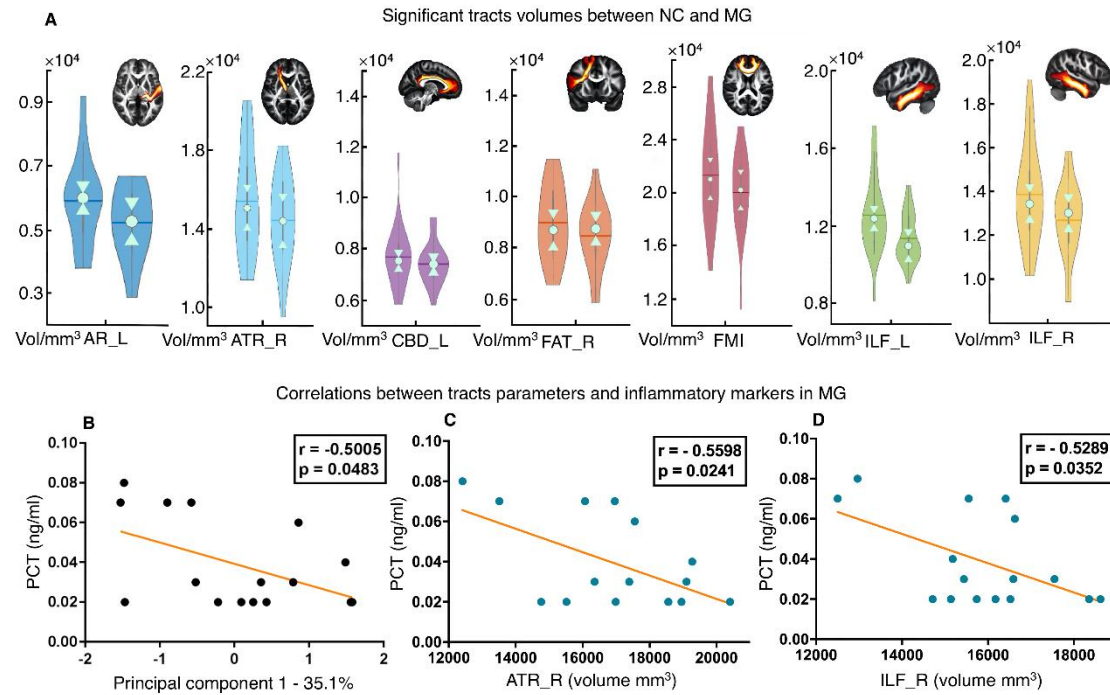 A
Significant tracts volumes between NC and MG
×10⁴
0.9
0.7
0.5
0.3
Vol/mm³ AR_L
×10⁴
2.2
1.8
1.4
1.0
Vol/mm³ ATR_R
×10⁴
1.4
1.2
1.0
0.8
0.6
Vol/mm³ CBD_L
×10⁴
1.4
1.2
1.0
0.8
0.6
Vol/mm³ FAT_R
×10⁴
2.8
2.4
2.0
1.6
1.2
Vol/mm³ FMI
×10⁴
2.0
1.6
1.2
0.8
Vol/mm³ ILF_L
×10⁴
2.0
1.8
1.6
1.4
1.2
1.0
Vol/mm³ ILF_R
Correlations between tracts parameters and inflammatory markers in MG
B
r = -0.5005
p = 0.0483
PCT (ng/ml)
0.10
0.08
0.06
0.04
0.02
0.00
-2 -1 0 1 2
Principal component 1 - 35.1%
C
r = - 0.5598
p = 0.0241
PCT (ng/ml)
0.10
0.08
0.06
0.04
0.02
0.00
12000 14000 16000 18000 20000
ATR_R (volume mm³)
D
r = - 0.5289
p = 0.0352
PCT (ng/ml)
0.10
0.08
0.06
0.04
0.02
0.00
12000 14000 16000 18000
ILF_R (volume mm³)